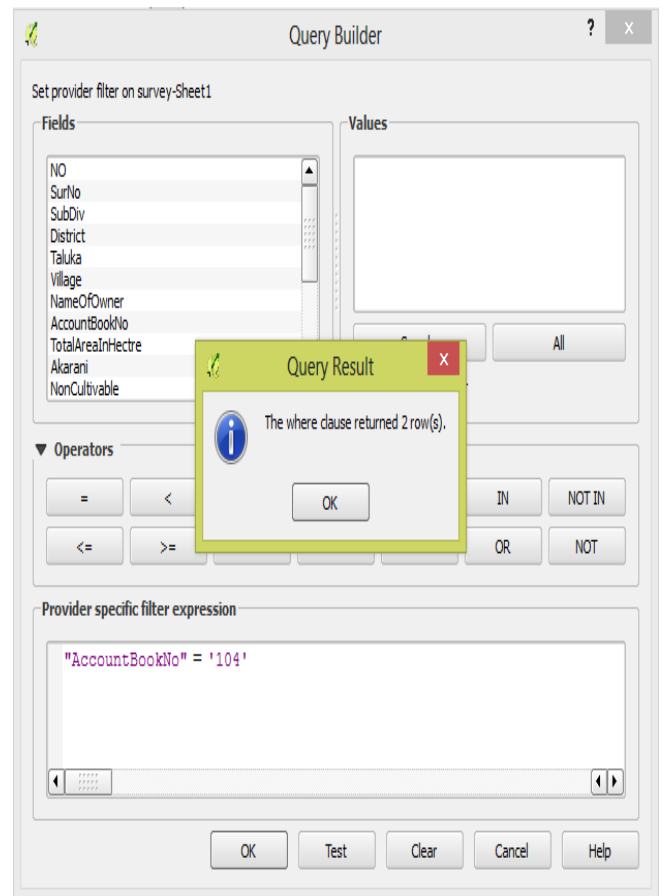 Query Builder
?
x
Set provider filter on survey-Sheet1
Fields
Values
NO
SurNo
SubDiv
District
Taluka
Village
NameOfOwner
AccountBookNo
TotalAreaInHectre
Akarani
NonCultivable
All
Query Result
x
The where clause returned 2 row(s).
OK
Operators
= < IN NOT IN
<= >= OR NOT
Provider specific filter expression
"AccountBookNo" = '104'
OK Test Clear Cancel Help